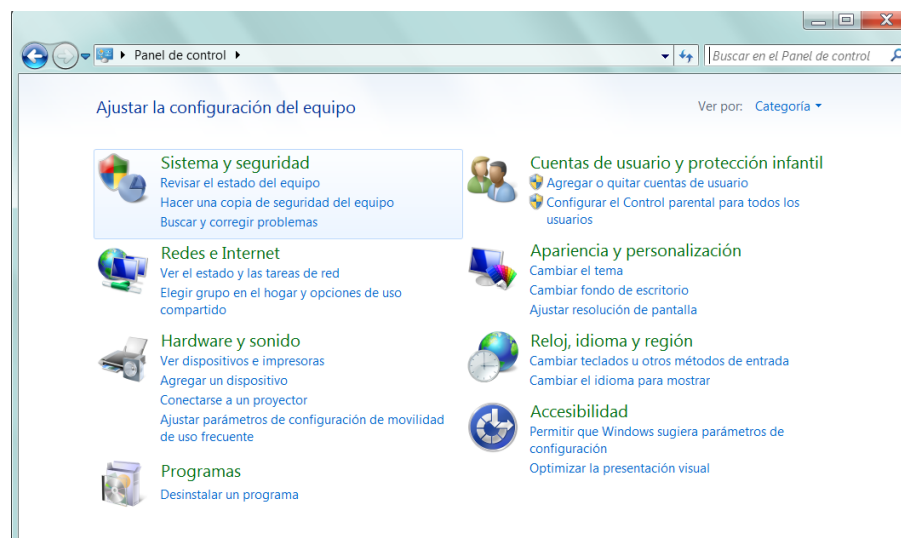 Panel de control
Buscar en el Panel de control
Ajustar la configuración del equipo
Ver por: Categoría
Sistema y seguridad
Revisar el estado del equipo
Hacer una copia de seguridad del equipo
Buscar y corregir problemas
Redes e Internet
Ver el estado y las tareas de red
Elegir grupo en el hogar y opciones de uso
compartido
Hardware y sonido
Ver dispositivos e impresoras
Agregar un dispositivo
Conectarse a un proyector
Ajustar parámetros de configuración de movilidad
de uso frecuente
Programas
Desinstalar un programa
Cuentas de usuario y protección infantil
Agregar o quitar cuentas de usuario
Configurar el Control parental para todos los
usuarios
Apariencia y personalización
Cambiar el tema
Cambiar fondo de escritorio
Ajustar resolución de pantalla
Reloj, idioma y región
Cambiar teclados u otros métodos de entrada
Cambiar el idioma para mostrar
Accesibilidad
Permitir que Windows sugiera parámetros de
configuración
Optimizar la presentación visual